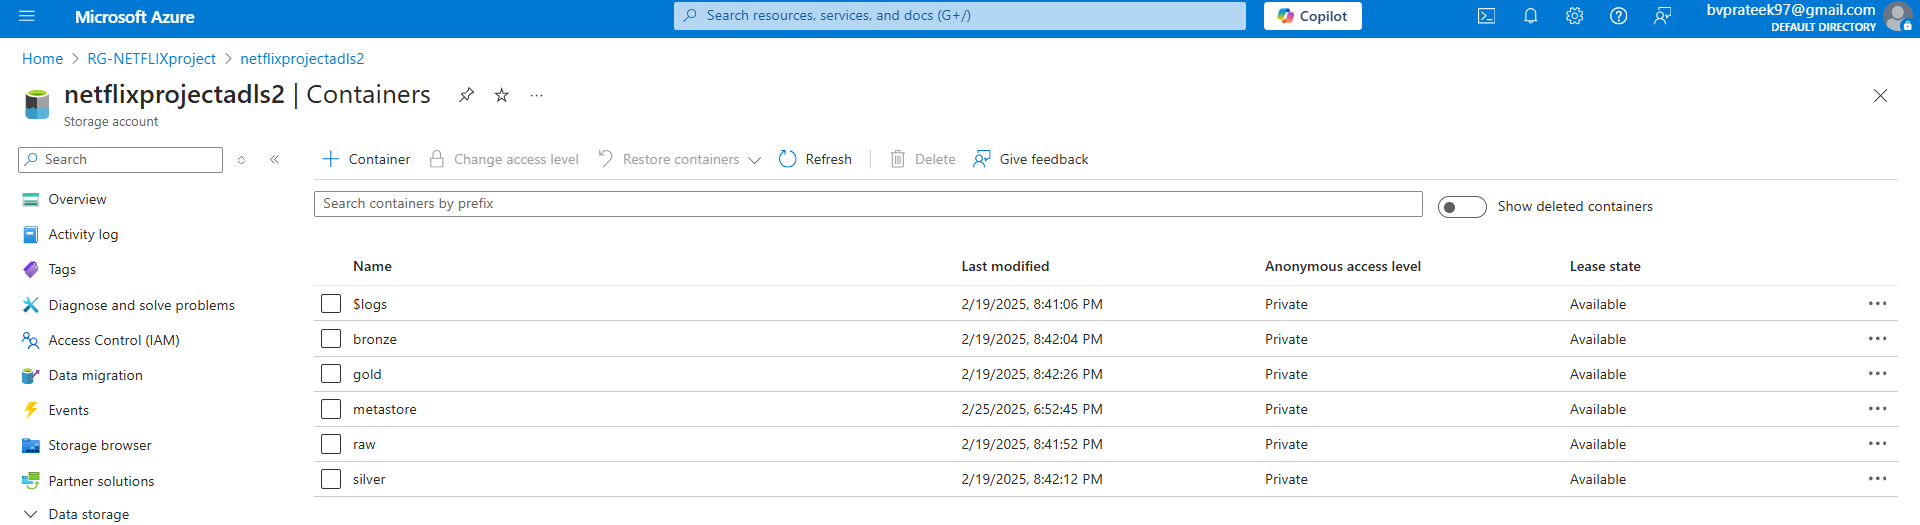 Microsoft Azure
Search resources, services, and docs (G+/)
Copilot
bvprateek97@gmail.com
DEFAULT DIRECTORY
Home > RG-NETFLIXproject > netflixprojectadls2
netflixprojectadls2 | Containers
Storage account
Search
Container Change access level Restore containers Refresh Delete Give feedback
Search containers by prefix
Show deleted containers
Overview
Activity log
Tags
Diagnose and solve problems
Access Control (IAM)
Data migration
Events
Storage browser
Partner solutions
Data storage
Name Last modified Anonymous access level Lease state
$logs 2/19/2025, 8:41:06 PM Private Available
bronze 2/19/2025, 8:42:04 PM Private Available
gold 2/19/2025, 8:42:26 PM Private Available
metastore 2/25/2025, 6:52:45 PM Private Available
raw 2/19/2025, 8:41:52 PM Private Available
silver 2/19/2025, 8:42:12 PM Private Available